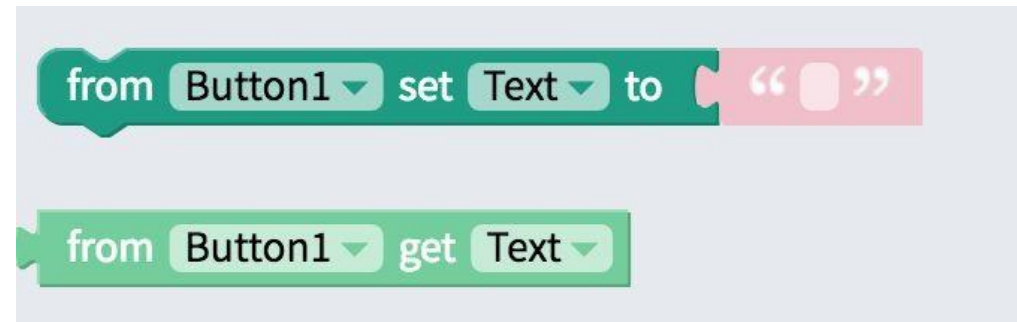 from Button1 set Text to “ ”
from Button1 get Text